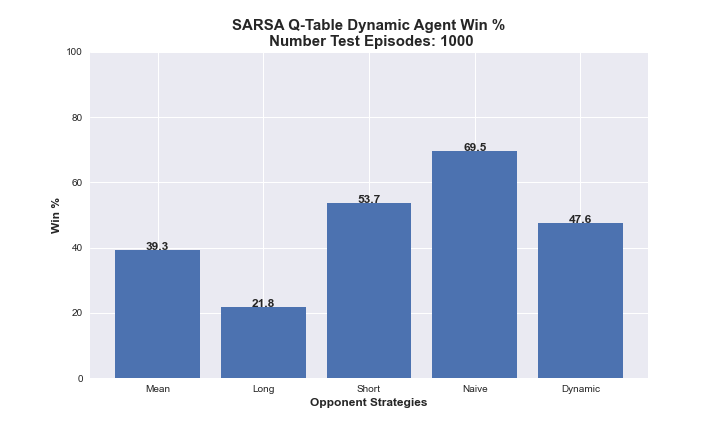 SARSA Q-Table Dynamic Agent Win %
Number Test Episodes: 1000
100
80
60
40
20
0
Win %
39.3
21.8
53.7
69.5
47.6
Mean
Long
Short
Naive
Dynamic
Opponent Strategies